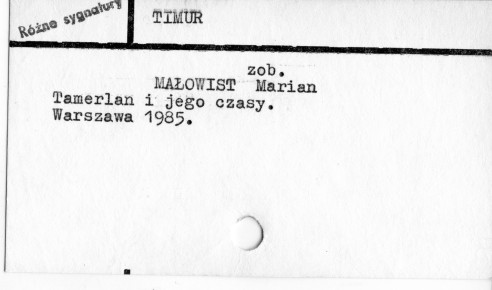 Różne sygnatury
TIMUR
zob.
MAŁOWIST Marian
Tamerlan i jego czasy.
Warszawa 1985.